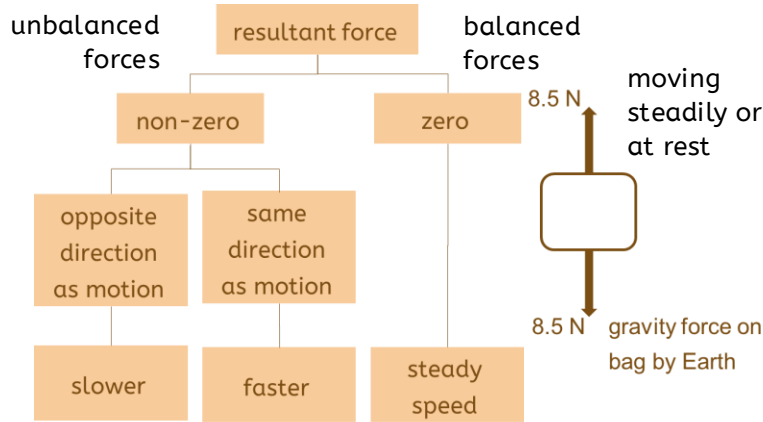 unbalanced
forces
resultant force
balanced
forces
non-zero
zero
8.5 N
moving
steadily or
at rest
opposite
direction
as motion
same
direction
as motion
8.5 N
gravity force on
bag by Earth
slower
faster
steady
speed